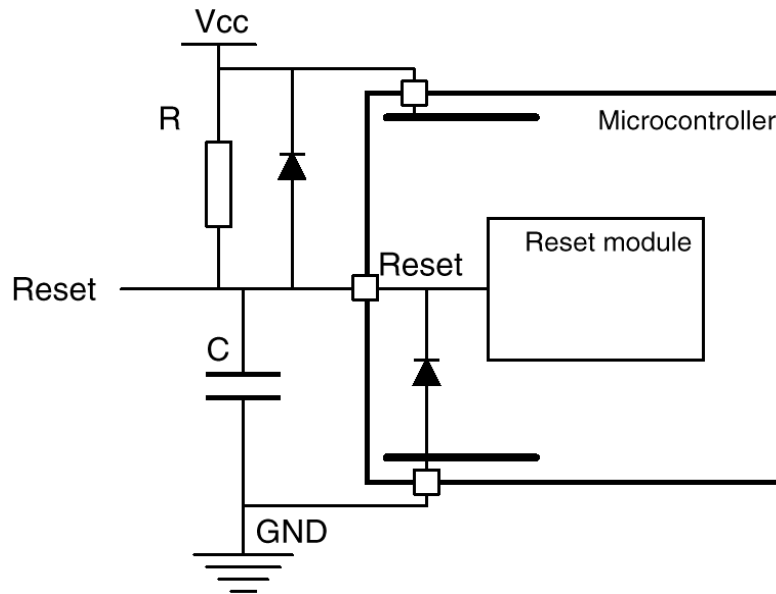 Vcc
R
Microcontroller
Reset module
Reset
Reset
C
GND